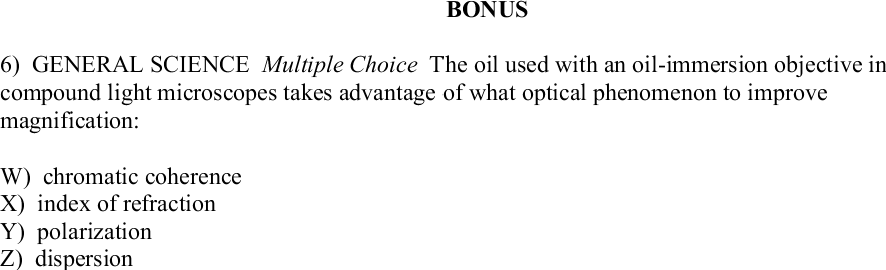 BONUS
6) GENERAL SCIENCE Multiple Choice The oil used with an oil-immersion objective in
compound light microscopes takes advantage of what optical phenomenon to improve
magnification:
W) chromatic coherence
X) index of refraction
Y) polarization
Z) dispersion